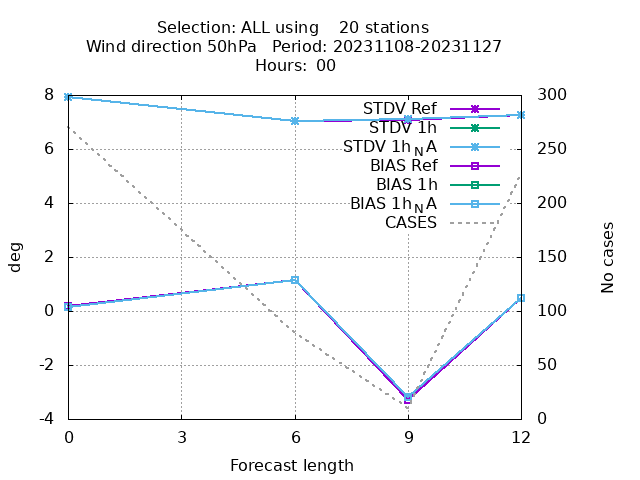 Selection: ALL using    20 stations
Wind direction 50hPa   Period: 20231108-20231127
Hours: 00
8
6
4
2
0
-2
-4
deg
300
250
200
150
100
50
0
No cases
STDV Ref
STDV 1h
STDV 1h_N A
BIAS Ref
BIAS 1h
BIAS 1h_N A
CASES
0 3 6 9 12
Forecast length